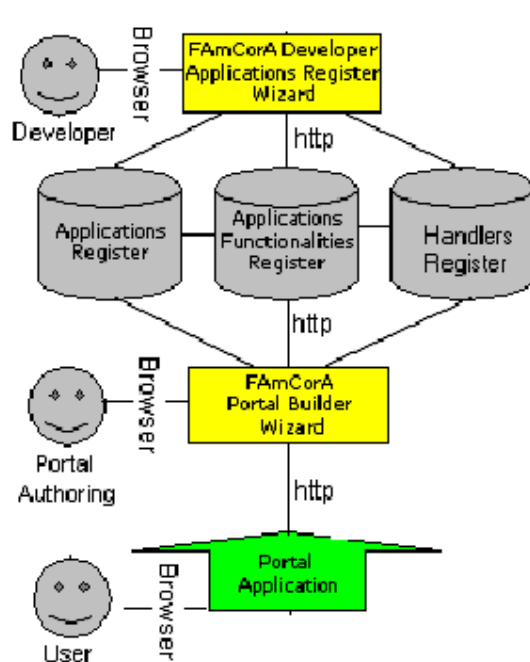 Browser
FAmCorA Developer
Applications Register
Wizard
Developer
http
Applications
Register
Applications
Functionalities
Register
Handlers
Register
http
Browser
FAmCorA
Portal Builder
Wizard
Portal
Authoring
http
Browser
Portal
Application
User